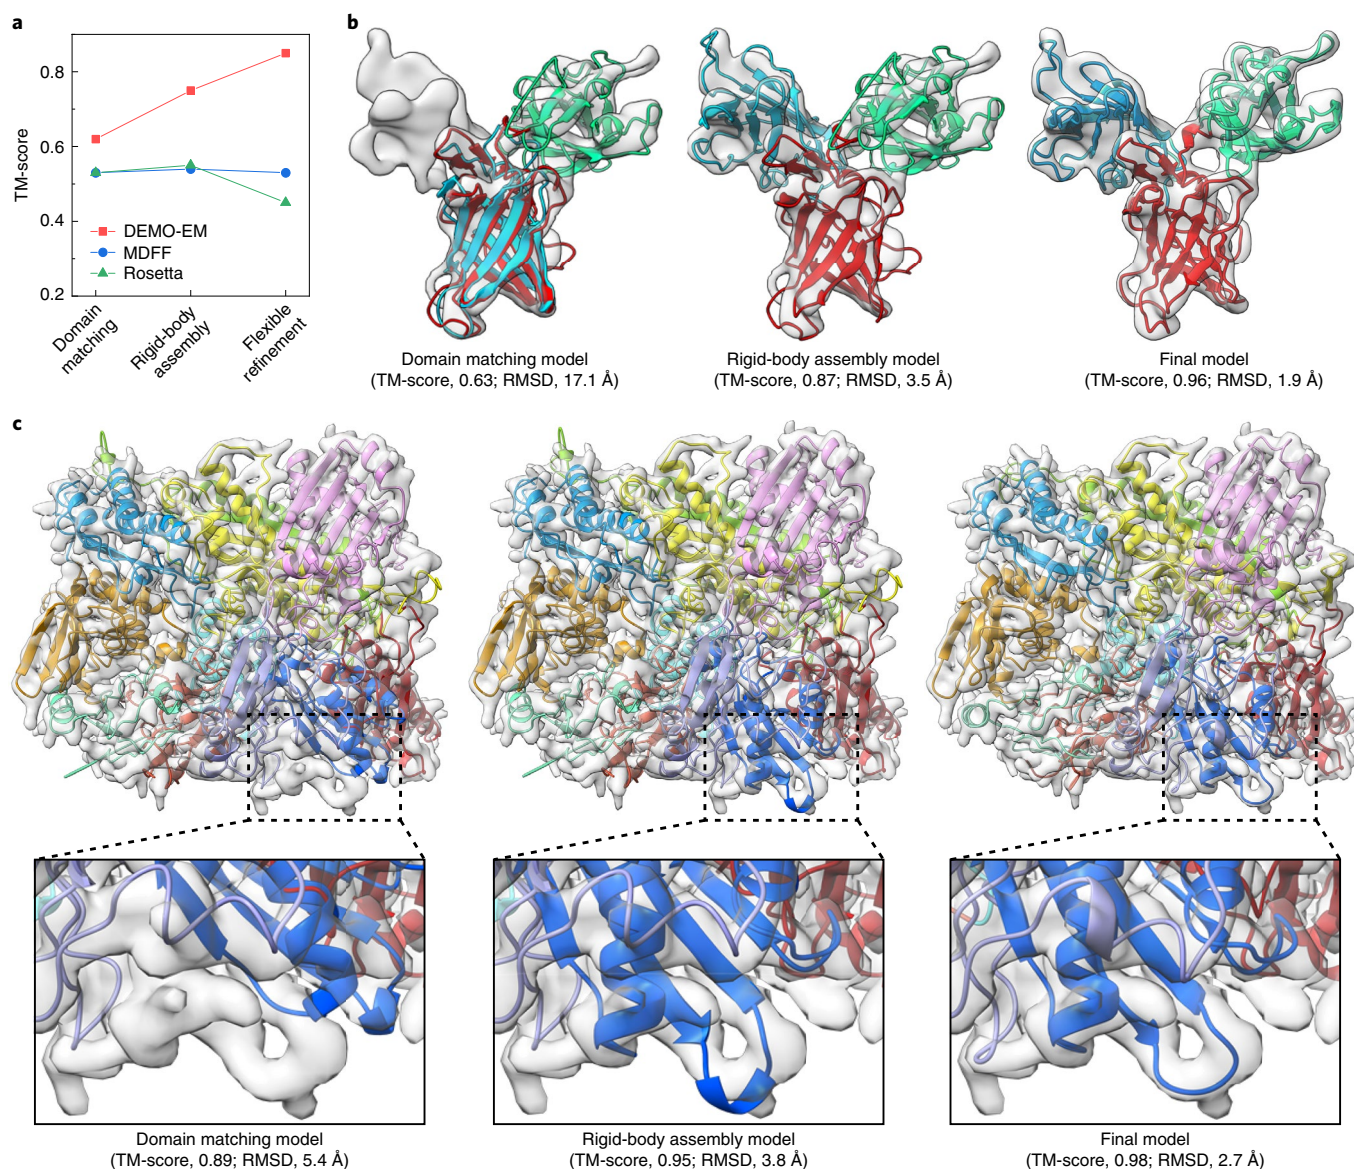 a
0.8
0.6
0.4
0.2
TM-score
DEMO-EM
MDFF
Rosetta
Domain
matching
Rigid-body
assembly
Flexible
refinement
b
Domain matching model
(TM-score, 0.63; RMSD, 17.1 Å)
Rigid-body assembly model
(TM-score, 0.87; RMSD, 3.5 Å)
Final model
(TM-score, 0.96; RMSD, 1.9 Å)
c
Domain matching model
(TM-score, 0.89; RMSD, 5.4 Å)
Rigid-body assembly model
(TM-score, 0.95; RMSD, 3.8 Å)
Final model
(TM-score, 0.98; RMSD, 2.7 Å)